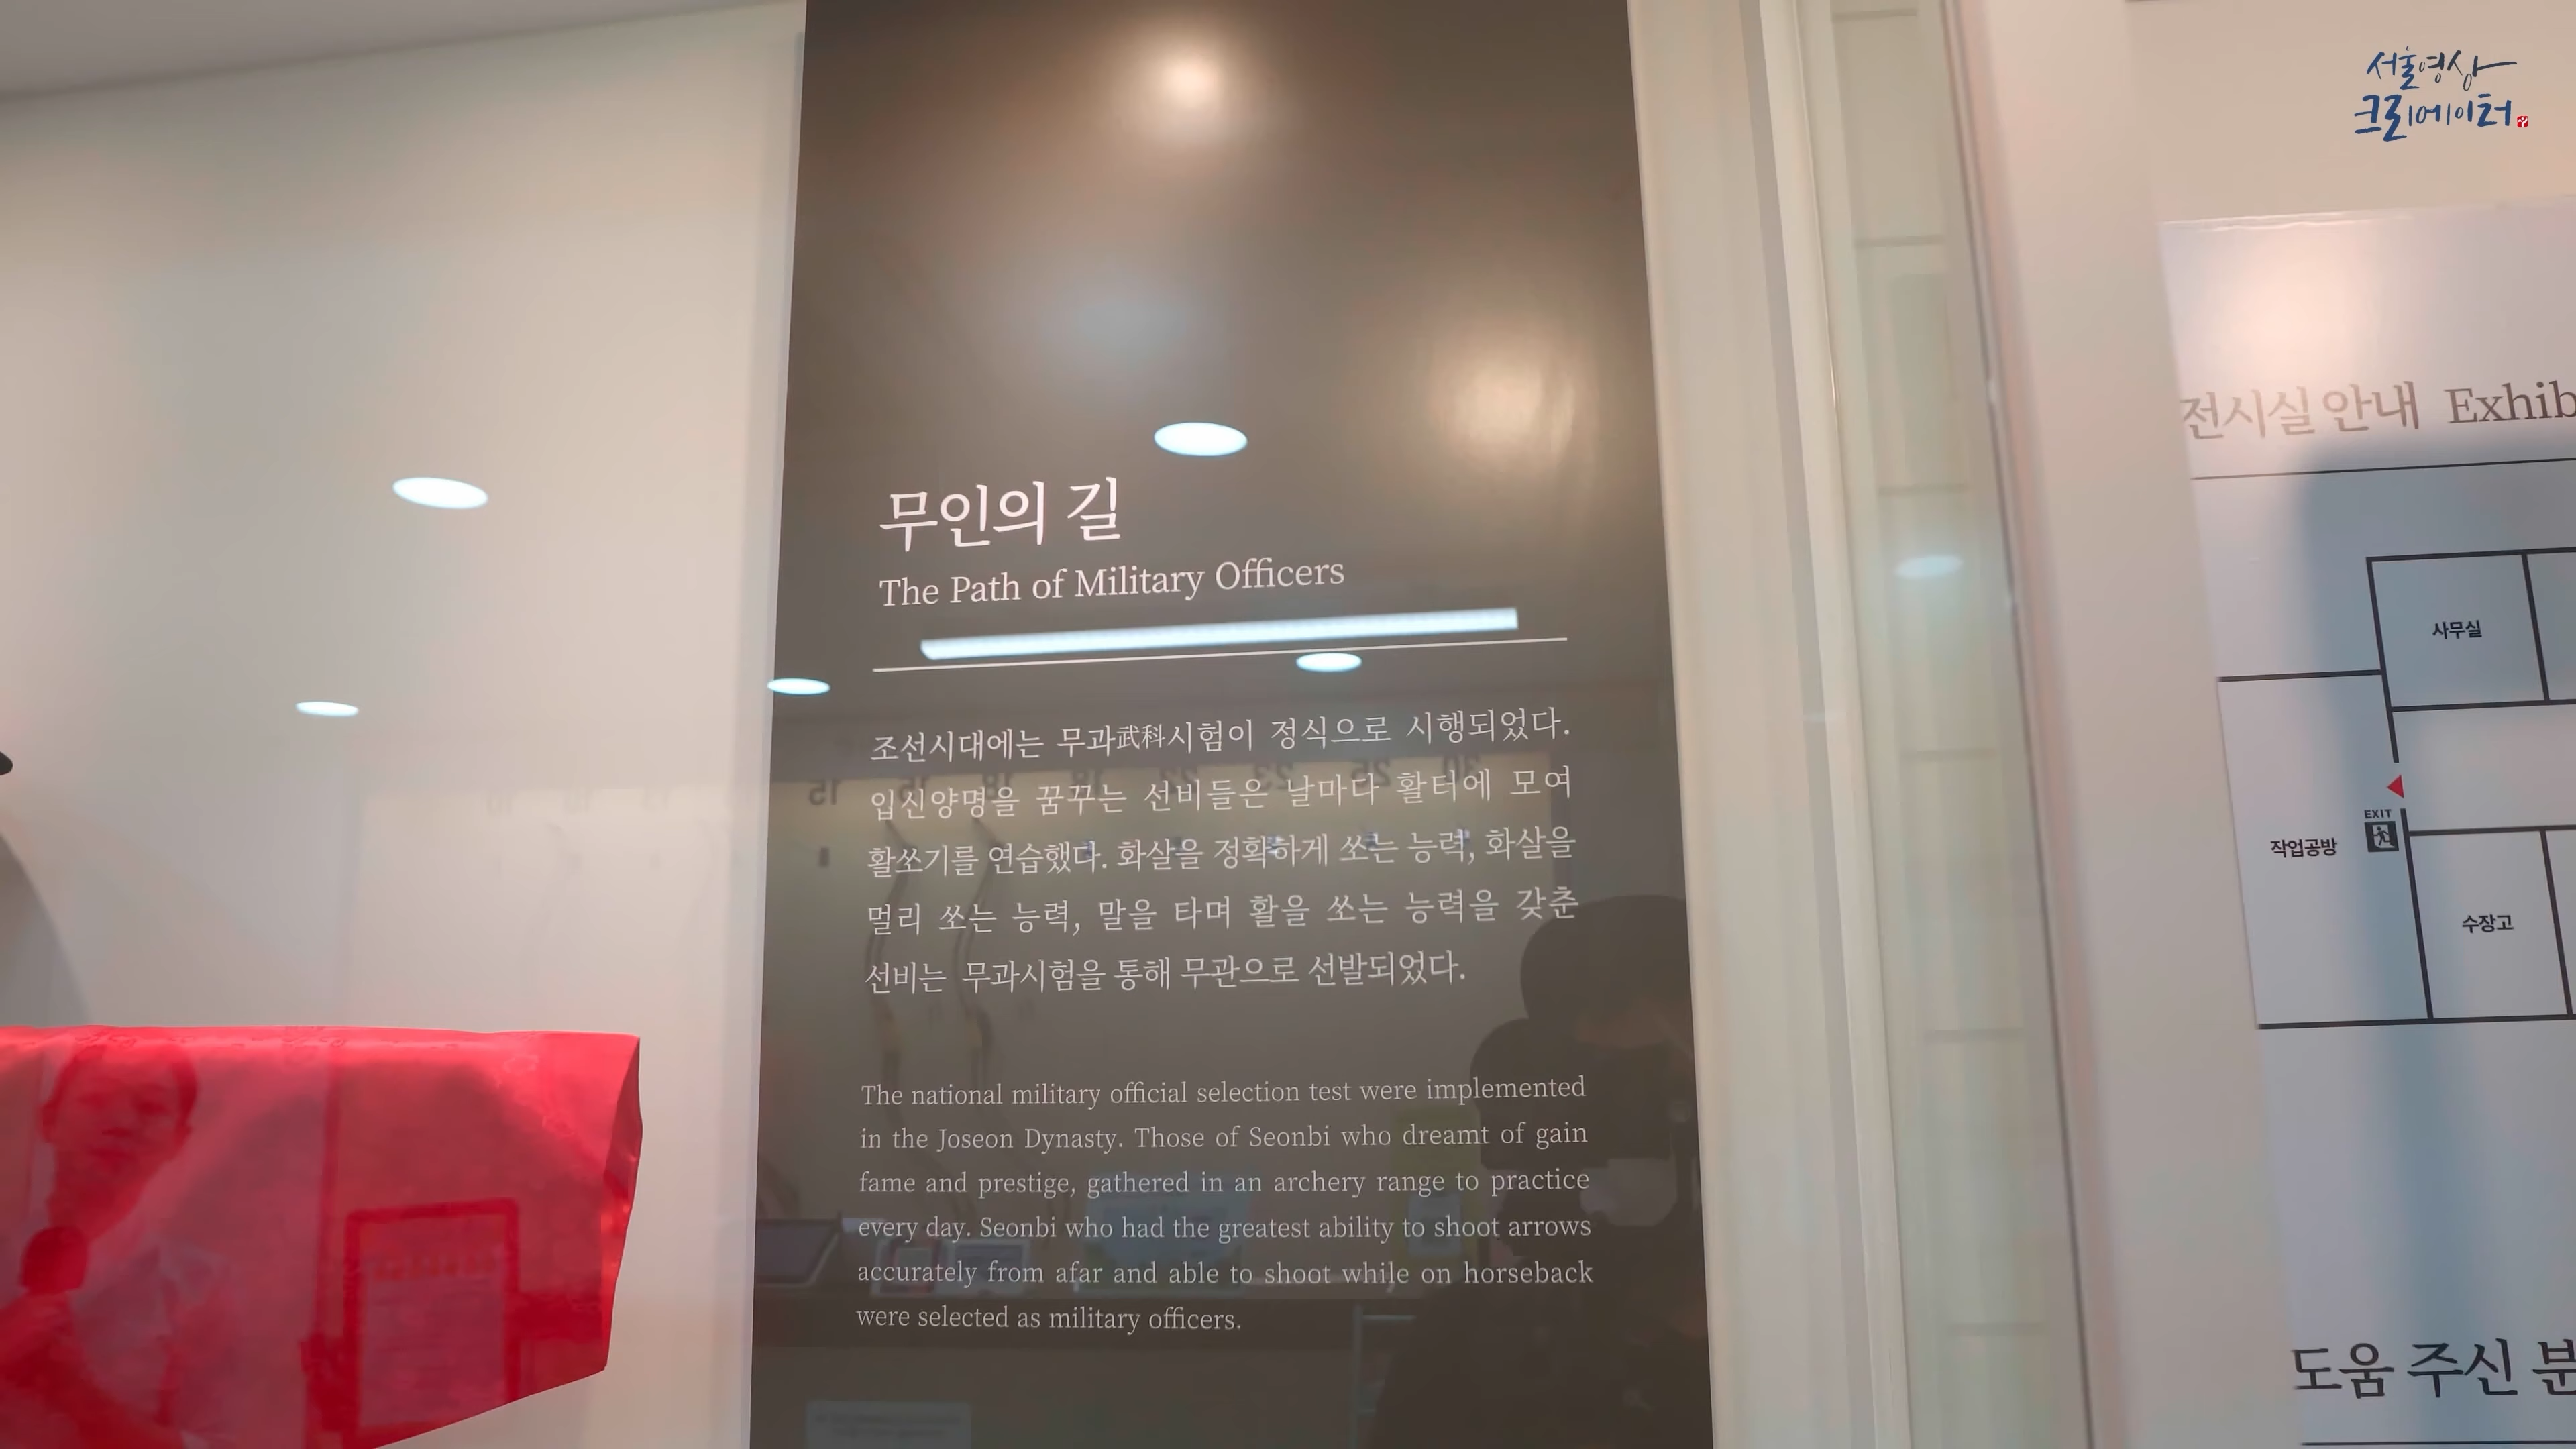 서울영상
크리에이터
무인의 길
The Path of Military Officers
조선시대에는 무과武科시험이 정식으로 시행되었다.
입신양명을 꿈꾸는 선비들은 날마다 활터에 모여
활쏘기를 연습했다. 화살을 정확하게 쏘는 능력, 화살을
멀리 쏘는 능력, 말을 타며 활을 쏘는 능력을 갖춘
선비는 무과시험을 통해 무관으로 선발되었다.
The national military official selection test were implemented
in the Joseon Dynasty. Those of Seonbi who dreamt of gain
fame and prestige, gathered in an archery range to practice
every day. Seonbi who had the greatest ability to shoot arrows
accurately from afar and able to shoot while on horseback
were selected as military officers.
전시실 안내 Exhib
사무실
EXIT
작업공방
수장고
도움 주신 분